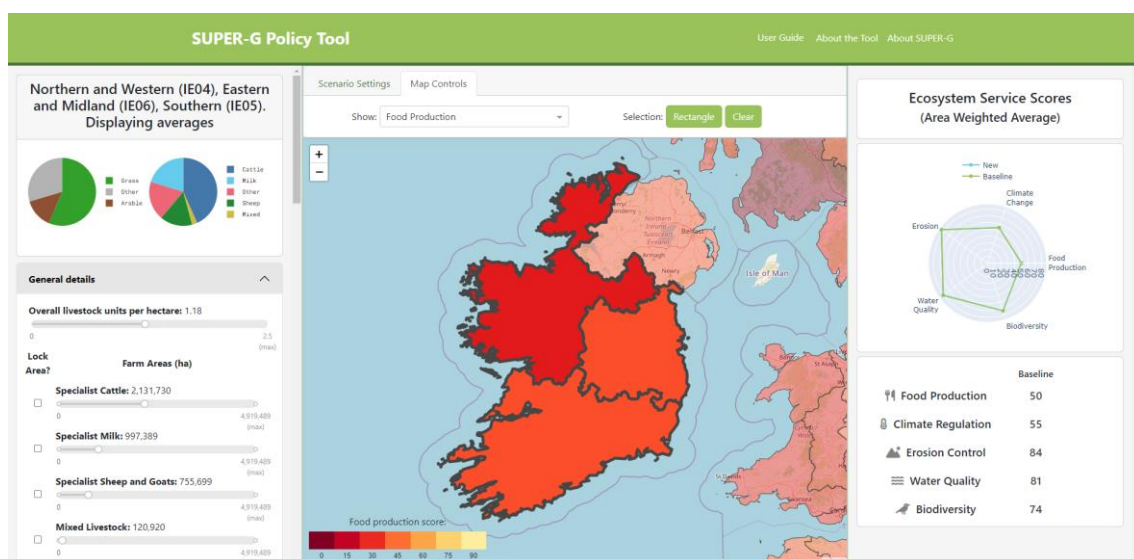 SUPER-G Policy Tool
User Guide About the Tool About SUPER-G
Northern and Western (IE04), Eastern
and Midland (IE06), Southern (IE05).
Displaying averages
Grass
Other
Arable
Cattle
Milk
Other
Sheep
Mixed
General details
Overall livestock units per hectare: 1.18
0 2.5
(max)
Lock
Area?
Farm Areas (ha)
Specialist Cattle: 2,131,730
0 4,919,489
(max)
Specialist Milk: 997,389
0 4,919,489
(max)
Specialist Sheep and Goats: 755,699
0 4,919,489
(max)
Mixed Livestock: 120,920
0 4,919,489
Scenario Settings Map Controls
Show: Food Production Selection: Rectangle Clear
+
−
Northern
Ireland
Belfast
Armagh
Newry
Isle of Man
Food production score:
0 15 30 45 60 75 90
Ecosystem Service Scores
(Area Weighted Average)
New
Baseline
Climate
Change
Erosion
Food
Production
Water
Quality
Biodiversity
Baseline
Food Production 50
Climate Regulation 55
Erosion Control 84
Water Quality 81
Biodiversity 74